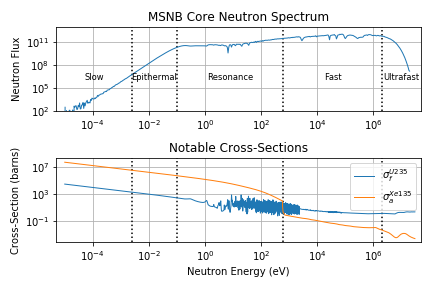 MSNB Core Neutron Spectrum
Neutron Flux
10^11
10^8
10^5
10^2
Slow Epithermal Resonance Fast Ultrafast
10^−4 10^−2 10^0 10^2 10^4 10^6
Notable Cross-Sections
Cross-Section (barns)
10^7
10^3
10^−1
σ_f^U235
σ_a^Xe135
10^−4 10^−2 10^0 10^2 10^4 10^6
Neutron Energy (eV)